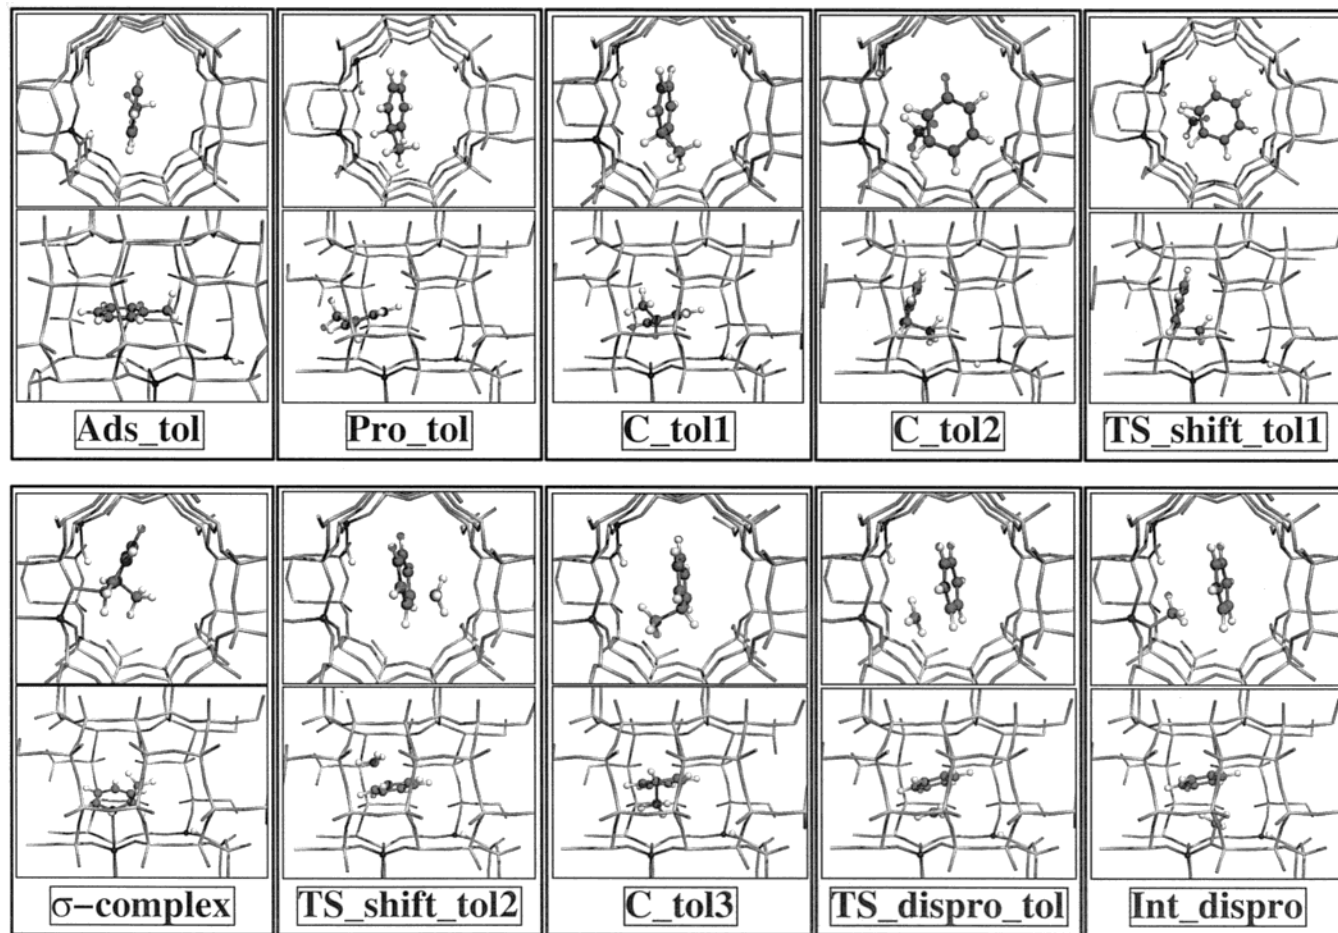 Ads_tol
Pro_tol
C_tol1
C_tol2
TS_shift_tol1
σ-complex
TS_shift_tol2
C_tol3
TS_dispro_tol
Int_dispro